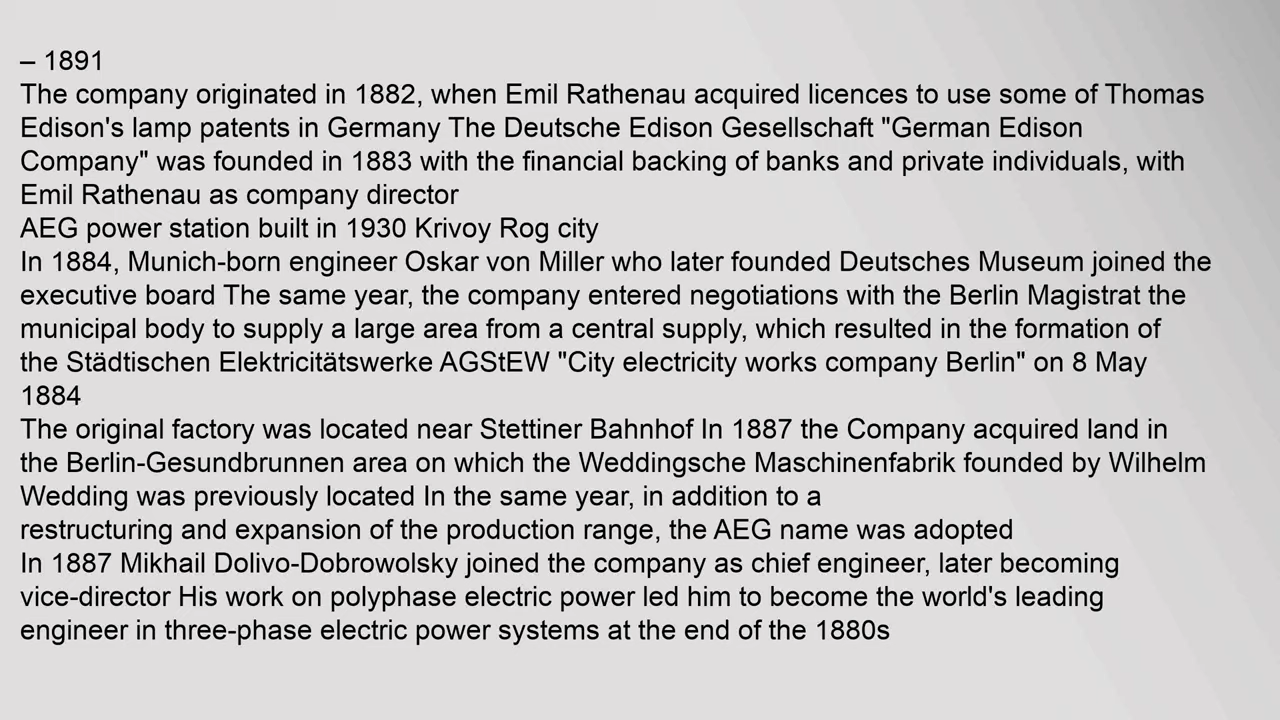 – 1891
The company originated in 1882, when Emil Rathenau acquired licences to use some of Thomas
Edison's lamp patents in Germany The Deutsche Edison Gesellschaft "German Edison
Company" was founded in 1883 with the financial backing of banks and private individuals, with
Emil Rathenau as company director
AEG power station built in 1930 Krivoy Rog city
In 1884, Munich-born engineer Oskar von Miller who later founded Deutsches Museum joined the
executive board The same year, the company entered negotiations with the Berlin Magistrat the
municipal body to supply a large area from a central supply, which resulted in the formation of
the Städtischen Elektricitätswerke AGStEW "City electricity works company Berlin" on 8 May
1884
The original factory was located near Stettiner Bahnhof In 1887 the Company acquired land in
the Berlin-Gesundbrunnen area on which the Weddingsche Maschinenfabrik founded by Wilhelm
Wedding was previously located In the same year, in addition to a
restructuring and expansion of the production range, the AEG name was adopted
In 1887 Mikhail Dolivo-Dobrowolsky joined the company as chief engineer, later becoming
vice-director His work on polyphase electric power led him to become the world's leading
engineer in three-phase electric power systems at the end of the 1880s